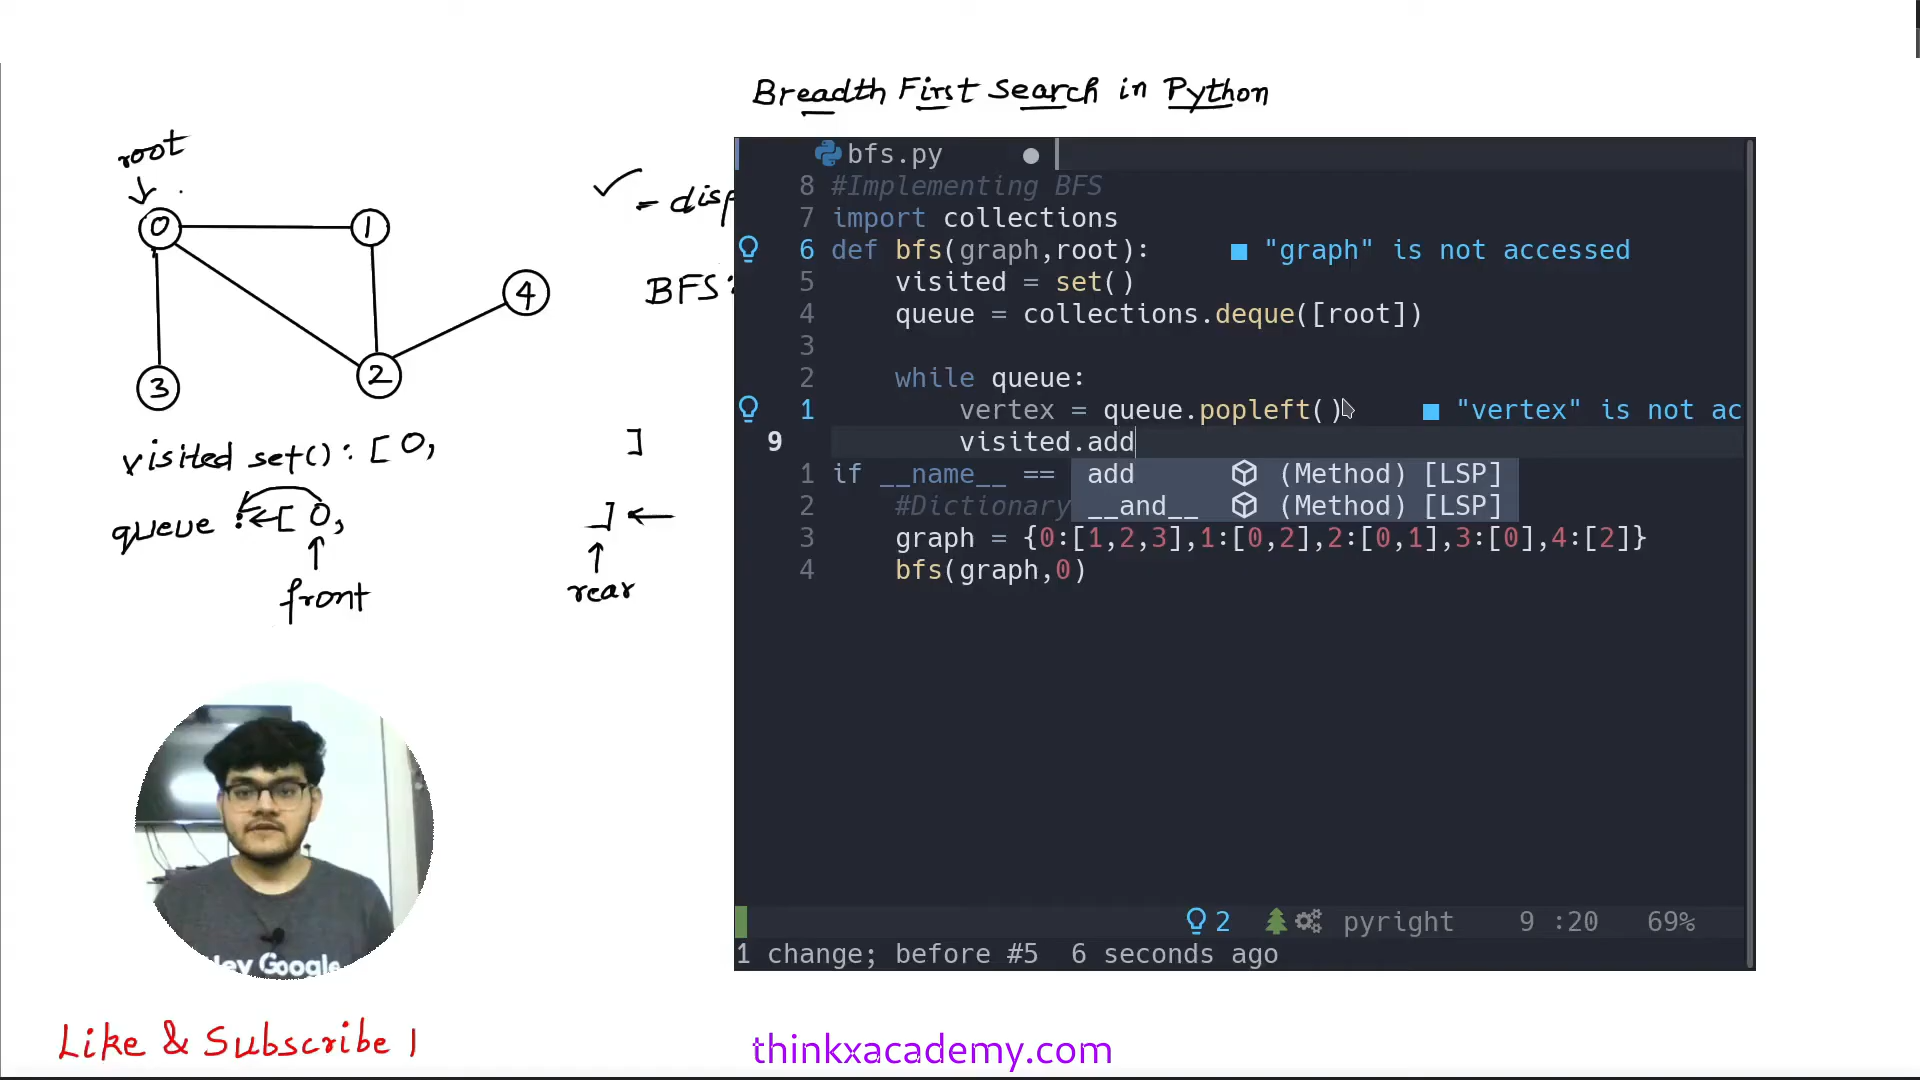 Breadth First Search in Python
root
0
1
4
3
2
= disp
BFS:
visited set() : [ 0, ]
queue : ← [ 0, ] ←
front
rear
bfs.py ●
8 #Implementing BFS
7 import collections
6 def bfs(graph,root): ■ "graph" is not accessed
5 visited = set()
4 queue = collections.deque([root])
3
2 while queue:
1 vertex = queue.popleft() ■ "vertex" is not ac
9 visited.add
1 if __name__ ==
add (Method) [LSP]
2 #Dictionary
__and__ (Method) [LSP]
3 graph = {0:[1,2,3],1:[0,2],2:[0,1],3:[0],4:[2]}
4 bfs(graph,0)
2 pyright 9 :20 69%
1 change; before #5 6 seconds ago
Hey Google
Like & Subscribe !
thinkxacademy.com